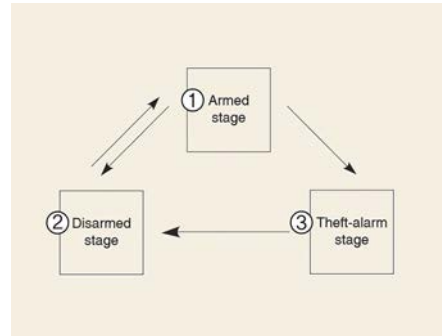 ① Armed
stage
② Disarmed
stage
③ Theft-alarm
stage